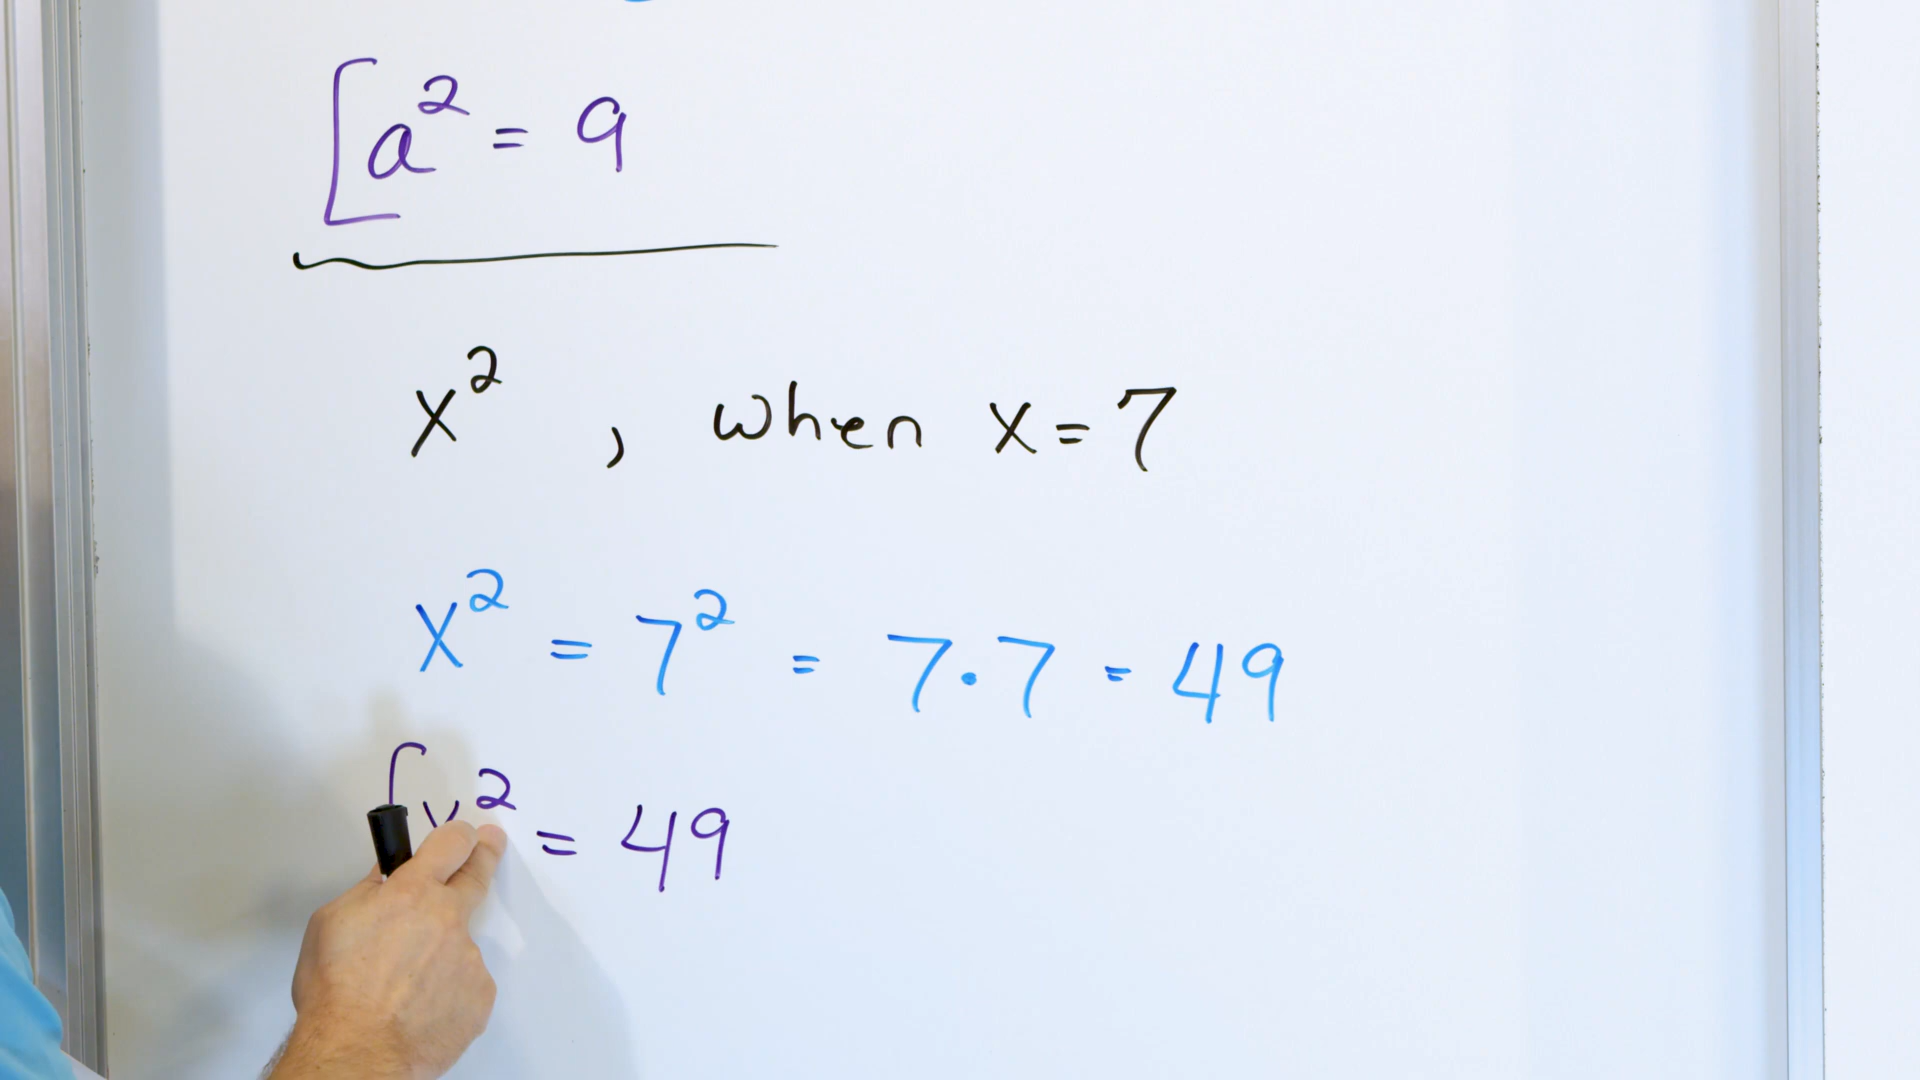 [a² = 9
x² , when x = 7
x² = 7² = 7·7 = 49
[x² = 49